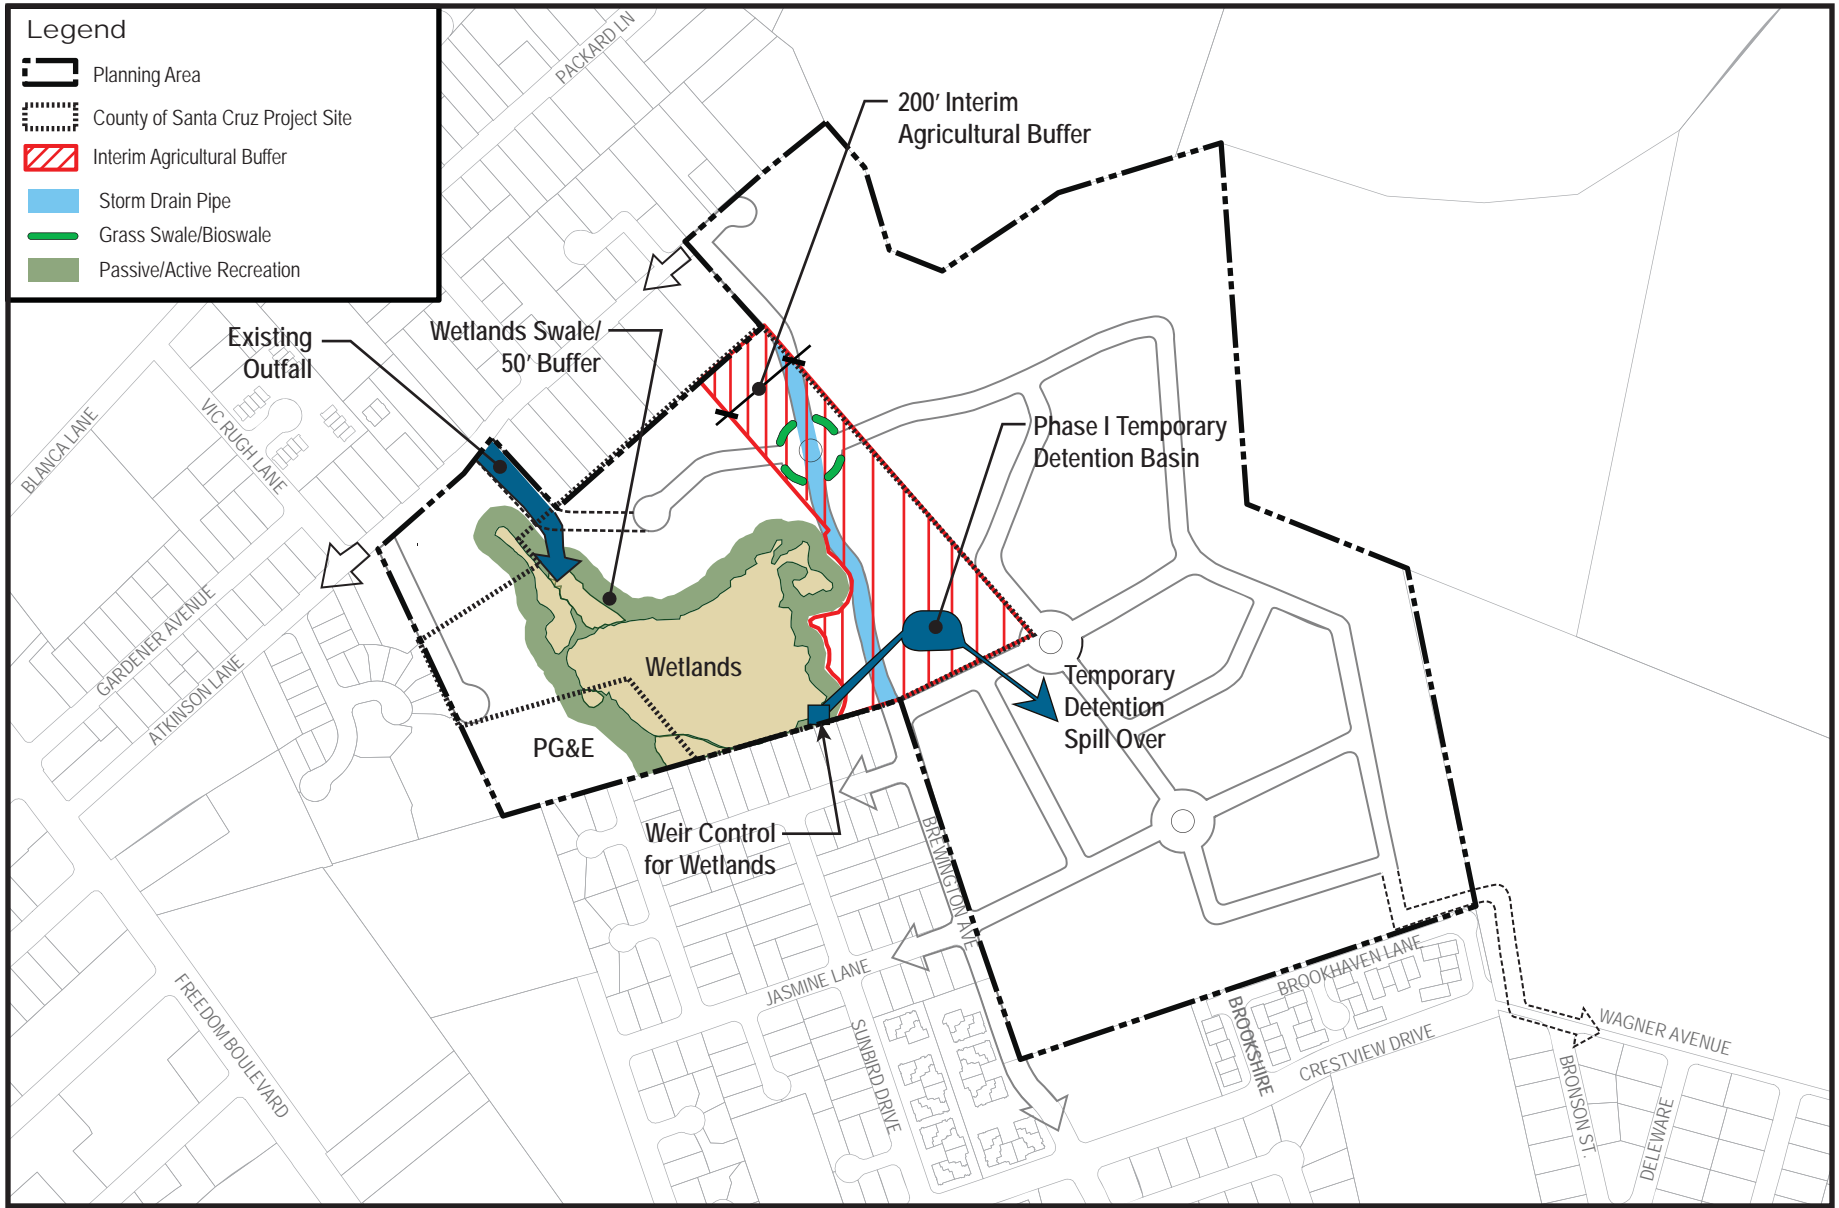 Legend
Planning Area
County of Santa Cruz Project Site
Interim Agricultural Buffer
Storm Drain Pipe
Grass Swale/Bioswale
Passive/Active Recreation
PACKARD LN
200' Interim
Agricultural Buffer
Existing
Outfall
Wetlands Swale/
50' Buffer
BLANCA LANE
VIC RUGH LANE
Phase I Temporary
Detention Basin
GARDENER AVENUE
ATKINSON LANE
Wetlands
PG&E
Temporary
Detention
Spill Over
Weir Control
for Wetlands
BREWINGTON AVE
JASMINE LANE
SUNBIRD DRIVE
FREEDOM BOULEVARD
BROOKHAVEN LANE
BROOKSHIRE
CRESTVIEW DRIVE
WAGNER AVENUE
BRONSON ST.
DELEWARE